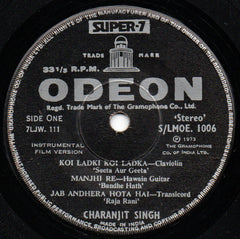 SUPER-7
TRADE MARK
33⅓ R.P.M.
ODEON
Regd. Trade Mark of The Gramophone Co., Ltd.
SIDE ONE
7LJW. 111
'Stereo'
S/LMOE. 1006
INSTRUMENTAL
FILM VERSION
℗ 1973
THE GRAMOPHONE
CO. OF INDIA LTD.
KOI LADKI KOI LADKA—Claviolin
'Seeta Aur Geeta'
MANJHI RE—Hawain Guitar
'Bandhe Hath'
JAB ANDHERA HOTA HAI—Transicord
'Raja Rani'
CHARANJIT SINGH
MADE IN INDIA